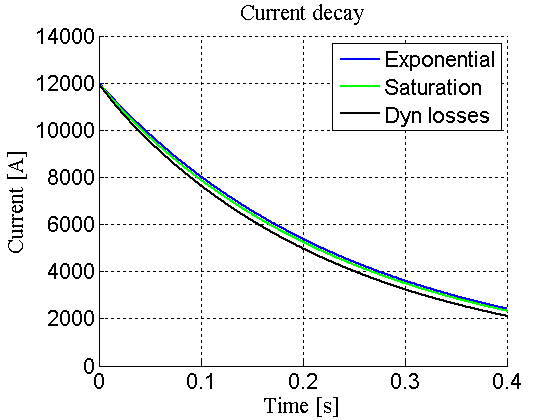 Current decay
14000
12000
10000
8000
6000
4000
2000
0
Current [A]
Exponential
Saturation
Dyn losses
0
0.1
0.2
0.3
0.4
Time [s]